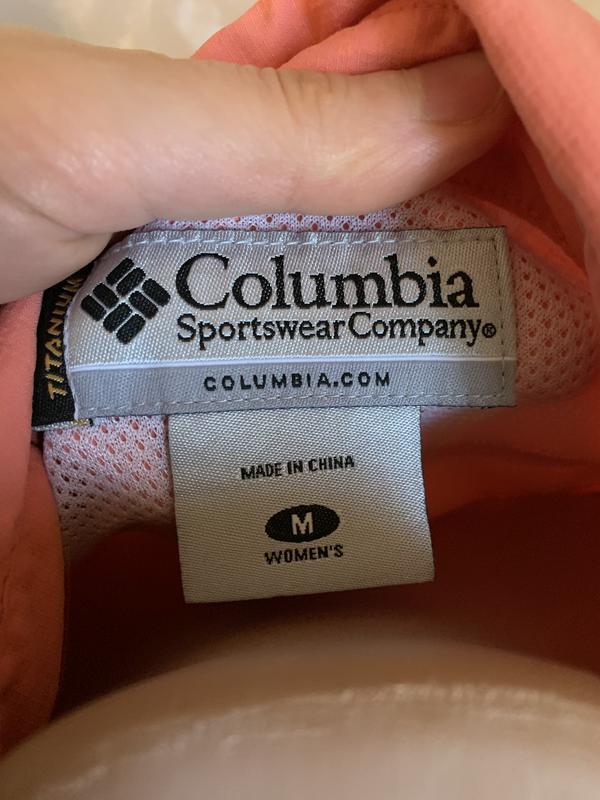 TITANIUM
Columbia
Sportswear Company®
COLUMBIA.COM
MADE IN CHINA
M
WOMEN'S